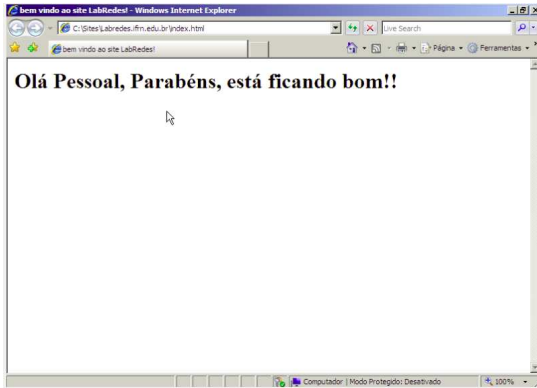 bem vindo ao site LabRedes! - Windows Internet Explorer
C:\Sites\Labredes.ifrn.edu.br\index.html
Live Search
bem vindo ao site LabRedes!
Página
Ferramentas
Olá Pessoal, Parabéns, está ficando bom!!
Computador | Modo Protegido: Desativado
100%